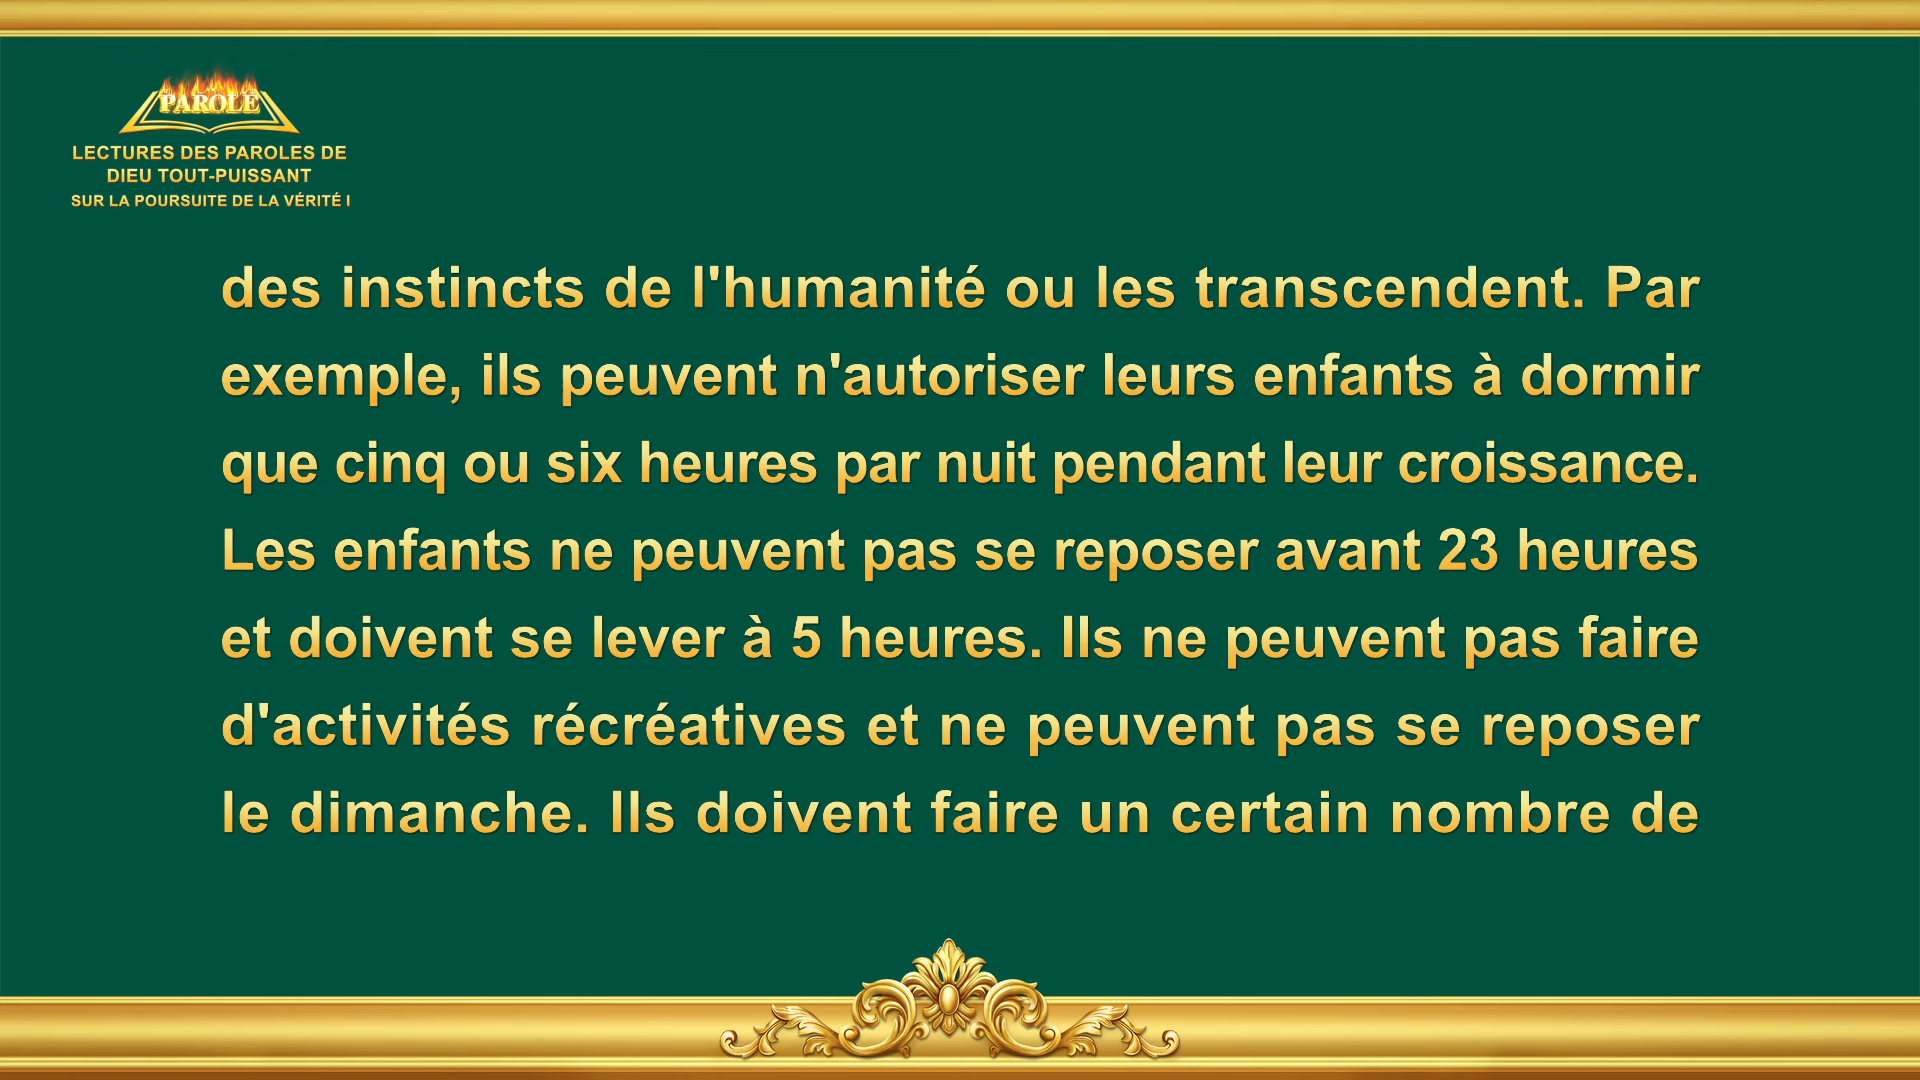 PAROLE
LECTURES DES PAROLES DE
DIEU TOUT-PUISSANT
SUR LA POURSUITE DE LA VÉRITÉ I
des instincts de l'humanité ou les transcendent. Par
exemple, ils peuvent n'autoriser leurs enfants à dormir
que cinq ou six heures par nuit pendant leur croissance.
Les enfants ne peuvent pas se reposer avant 23 heures
et doivent se lever à 5 heures. Ils ne peuvent pas faire
d'activités récréatives et ne peuvent pas se reposer
le dimanche. Ils doivent faire un certain nombre de